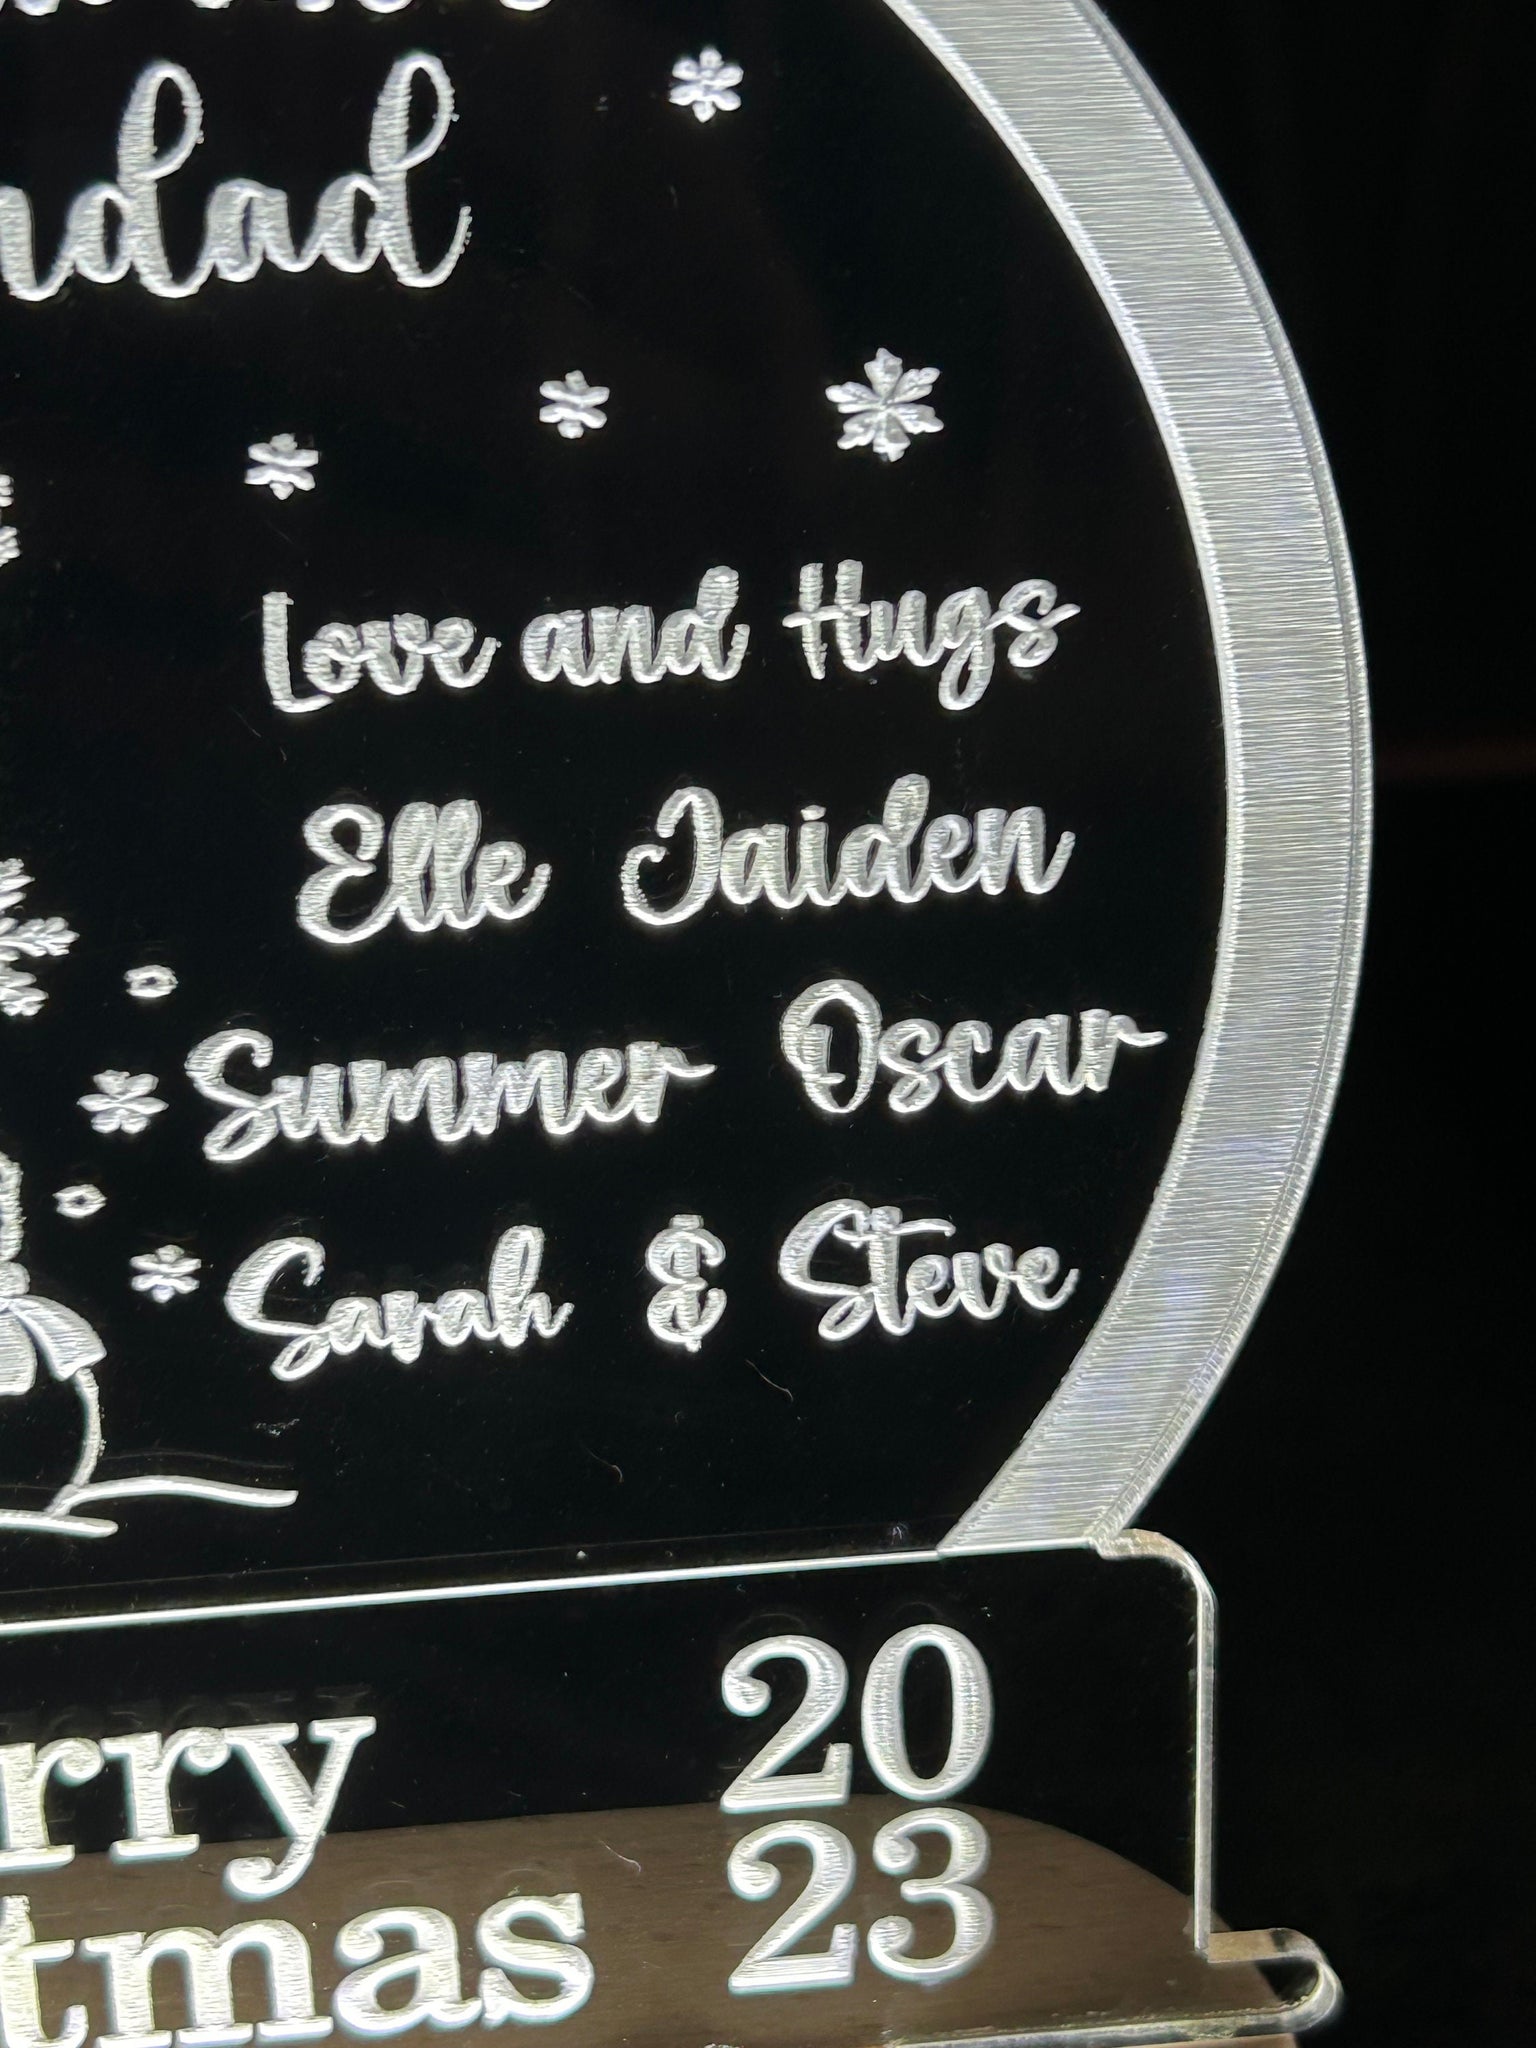 ndad
Love and Hugs
Elle Jaiden
Summer Oscar
Sarah & Steve
rry 20
tmas 23